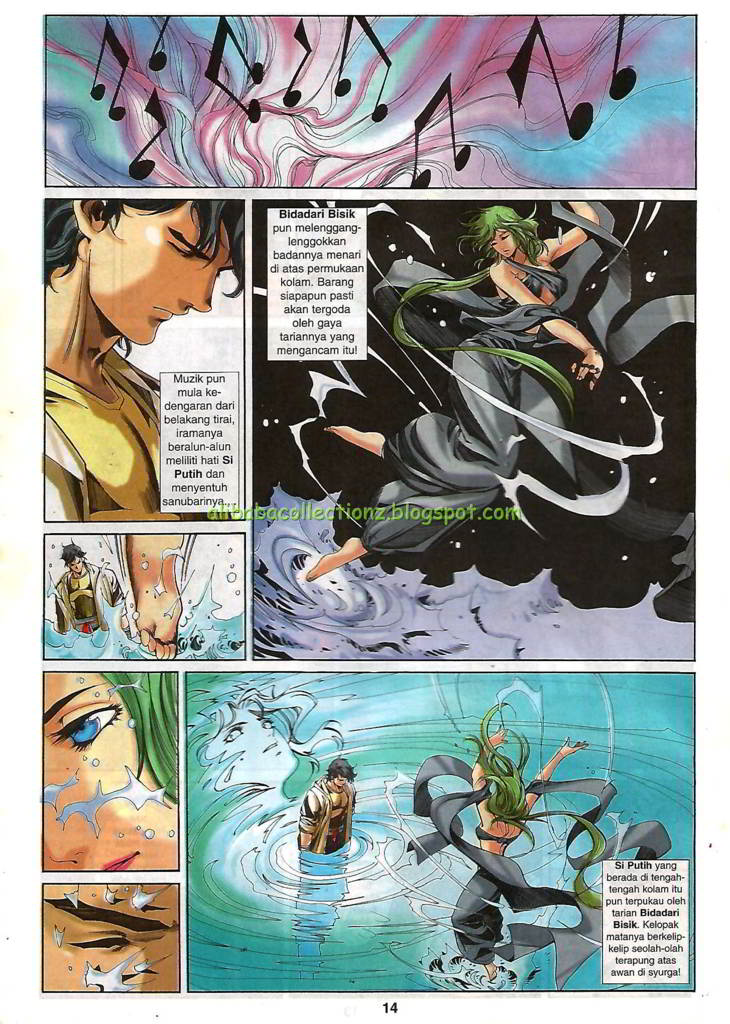 Bidadari Bisik
pun melenggang-
lenggokkan
badannya menari
di atas permukaan
kolam. Barang
siapapun pasti
akan tergoda
oleh gaya
tariannya yang
mengancam itu!
Muzik pun
mula ke-
dengaran dari
belakang tirai,
iramanya
beralun-alun
meliliti hati Si
Putih dan
menyentuh
sanubarinya...
alibabacollectionz.blogspot.com
Si Putih yang
berada di tengah-
tengah kolam itu
pun terpukau oleh
tarian Bidadari
Bisik. Kelopak
matanya berkelip-
kelip seolah-olah
terapung atas
awan di syurga!
14